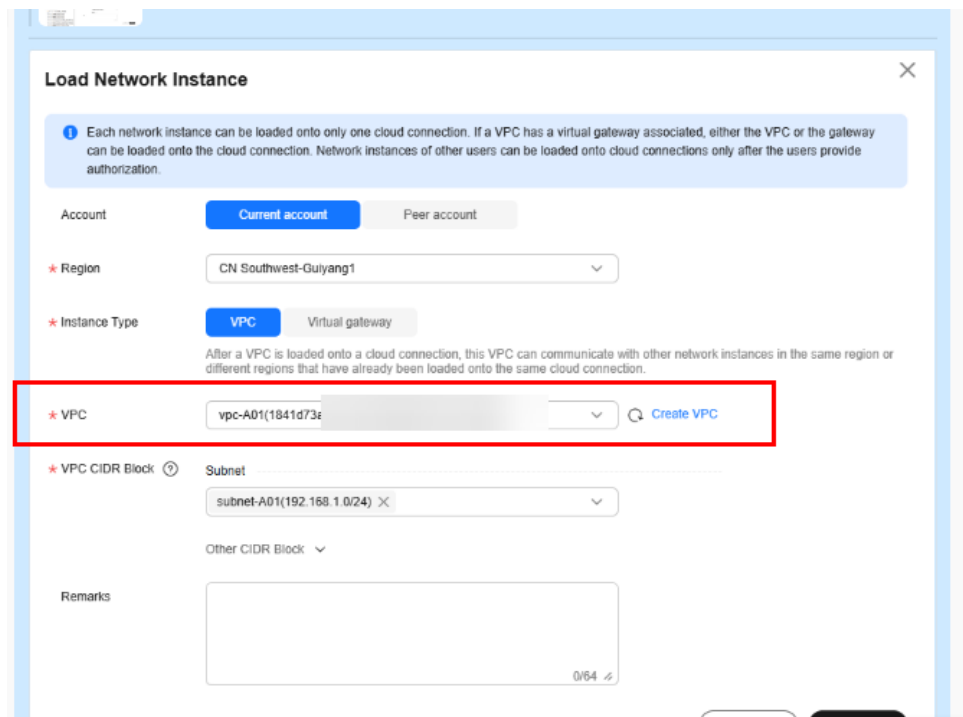 Load Network Instance
Each network instance can be loaded onto only one cloud connection. If a VPC has a virtual gateway associated, either the VPC or the gateway
can be loaded onto the cloud connection. Network instances of other users can be loaded onto cloud connections only after the users provide
authorization.
Account
Current account
Peer account
* Region
CN Southwest-Guiyang1
* Instance Type
VPC
Virtual gateway
After a VPC is loaded onto a cloud connection, this VPC can communicate with other network instances in the same region or
different regions that have already been loaded onto the same cloud connection.
* VPC
vpc-A01(1841d73a
Create VPC
* VPC CIDR Block ?
Subnet
subnet-A01(192.168.1.0/24)
Other CIDR Block
Remarks
0/64